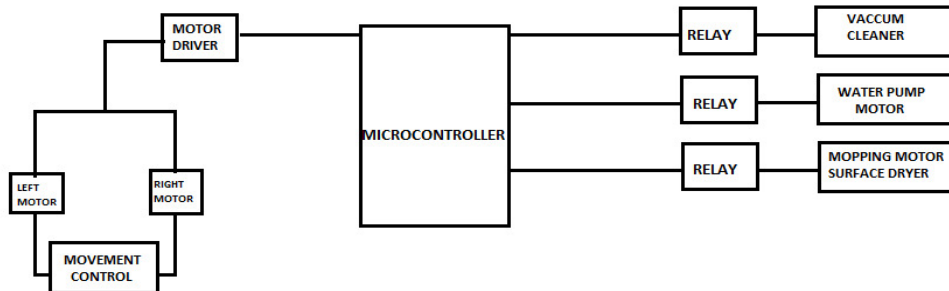 MOTOR
DRIVER
MICROCONTROLLER
RELAY
VACCUM
CLEANER
RELAY
WATER PUMP
MOTOR
RELAY
MOPPING MOTOR
SURFACE DRYER
LEFT
MOTOR
RIGHT
MOTOR
MOVEMENT
CONTROL